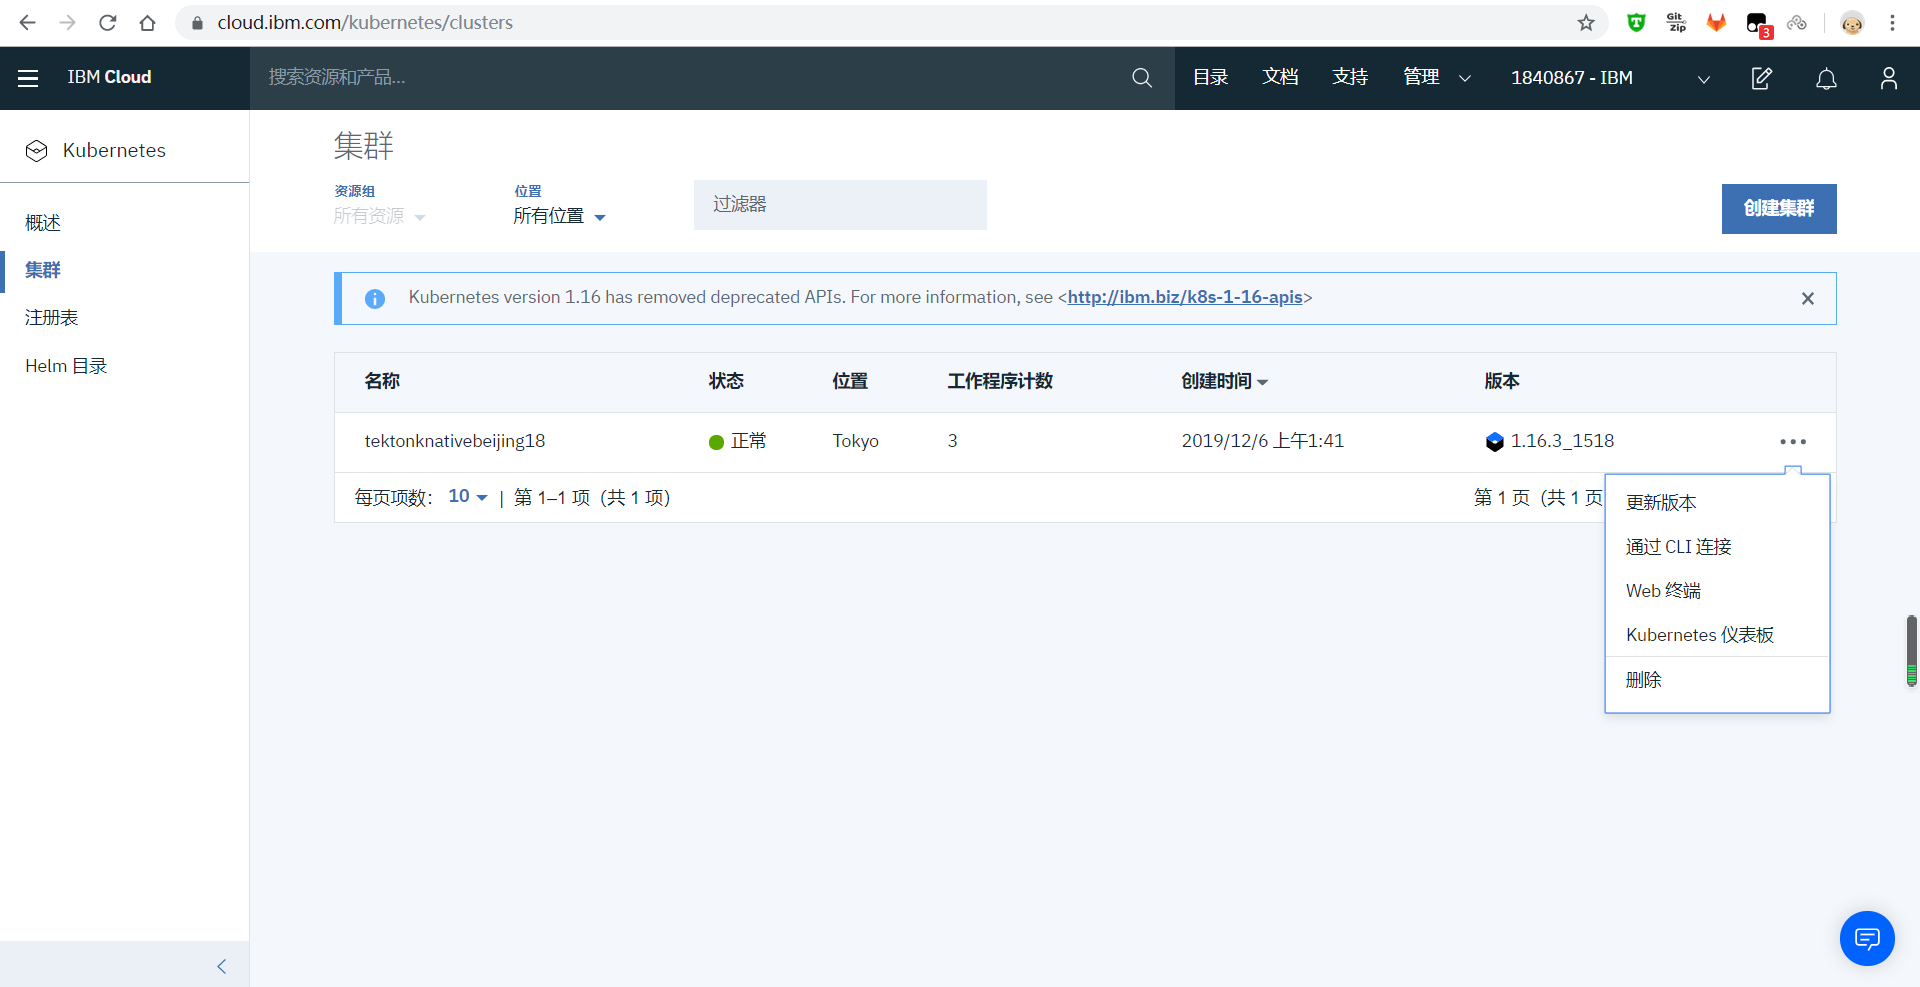 cloud.ibm.com/kubernetes/clusters
Git
Zip
3
IBM Cloud
搜索资源和产品...
目录
文档
支持
管理
1840867 - IBM
Kubernetes
概述
集群
注册表
Helm 目录
集群
资源组
所有资源
位置
所有位置
过滤器
创建集群
Kubernetes version 1.16 has removed deprecated APIs. For more information, see <http://ibm.biz/k8s-1-16-apis>
名称 状态 位置 工作程序计数 创建时间 版本
tektonknativebeijing18 正常 Tokyo 3 2019/12/6 上午1:41 1.16.3_1518
每页项数： 10 | 第 1–1 项（共 1 项） 第 1 页（共 1 页
更新版本
通过 CLI 连接
Web 终端
Kubernetes 仪表板
删除